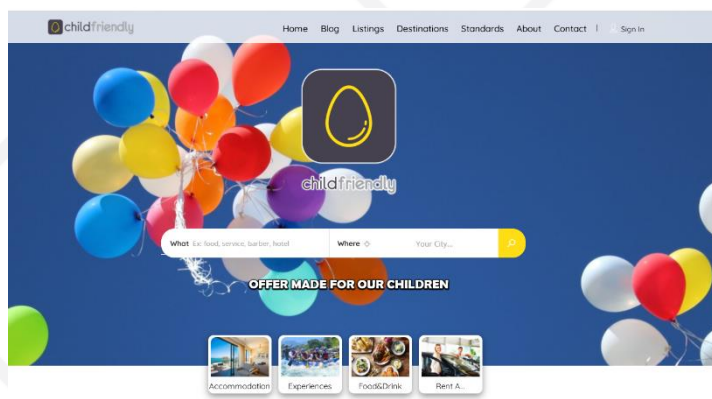 childfriendly
Home Blog Listings Destinations Standards About Contact | Sign In
childfriendly
What Ex: food, service, barber, hotel Where Your City...
OFFER MADE FOR OUR CHILDREN
Accommodation Experiences Food&Drink Rent A...